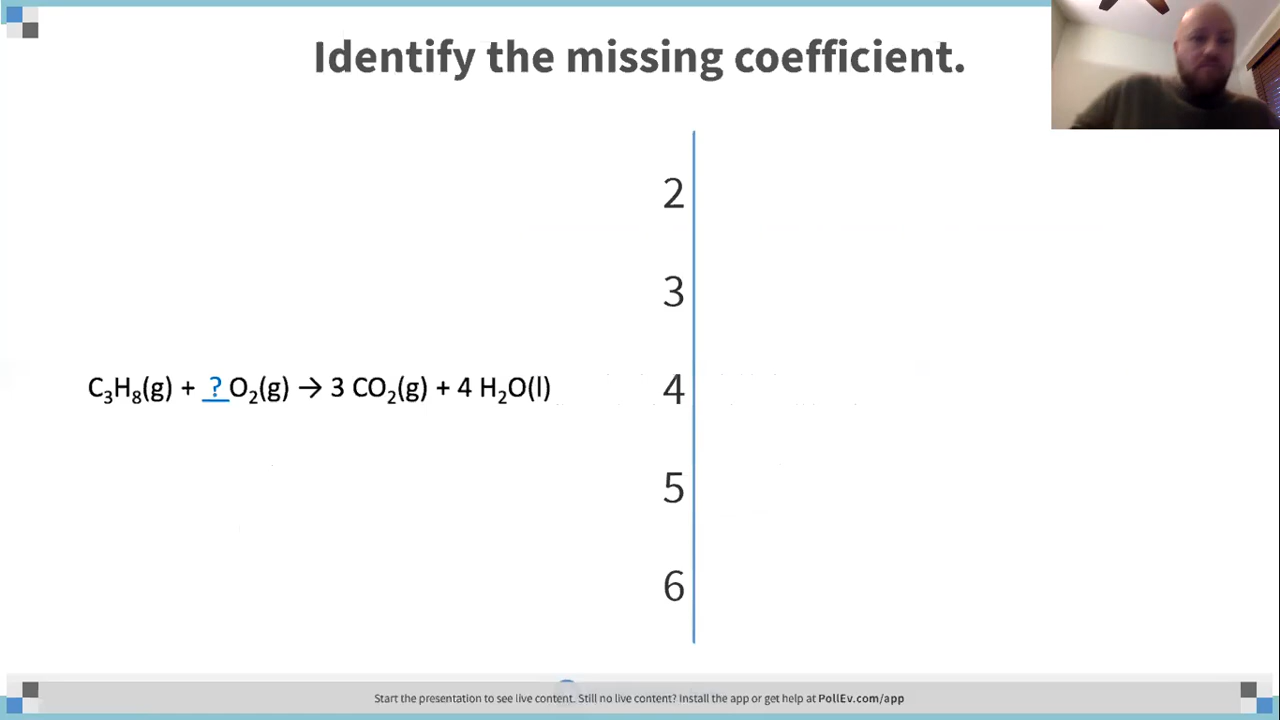 Identify the missing coefficient.
2
3
C₃H₈(g) + ? O₂(g) → 3 CO₂(g) + 4 H₂O(l)
4
5
6
Start the presentation to see live content. Still no live content? Install the app or get help at PollEv.com/app